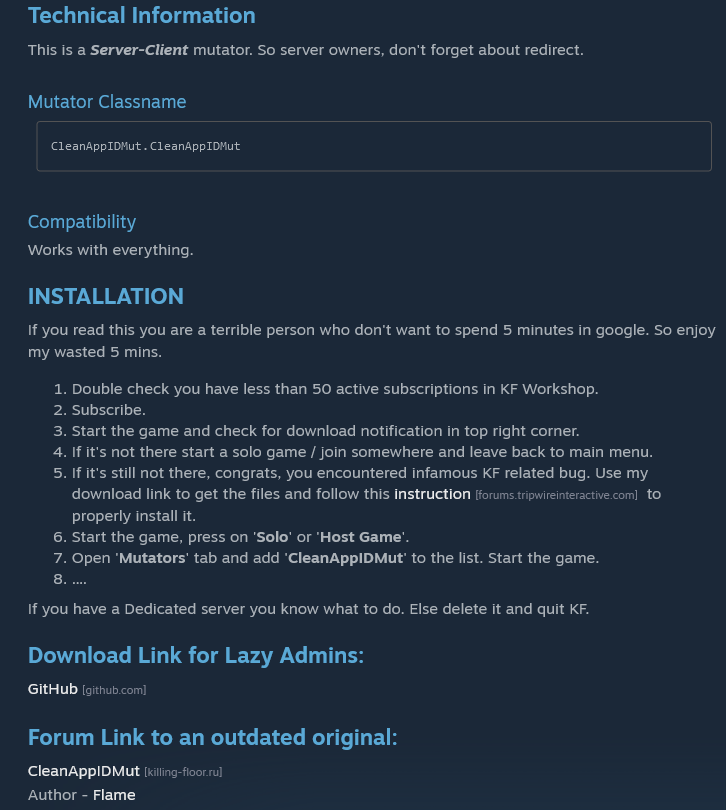 Technical Information
This is a Server-Client mutator. So server owners, don't forget about redirect.
Mutator Classname
CleanAppIDMut.CleanAppIDMut
Compatibility
Works with everything.
INSTALLATION
If you read this you are a terrible person who don't want to spend 5 minutes in google. So enjoy
my wasted 5 mins.
1. Double check you have less than 50 active subscriptions in KF Workshop.
2. Subscribe.
3. Start the game and check for download notification in top right corner.
4. If it's not there start a solo game / join somewhere and leave back to main menu.
5. If it's still not there, congrats, you encountered infamous KF related bug. Use my
download link to get the files and follow this instruction [forums.tripwireinteractive.com] to
properly install it.
6. Start the game, press on 'Solo' or 'Host Game'.
7. Open 'Mutators' tab and add 'CleanAppIDMut' to the list. Start the game.
8. ....
If you have a Dedicated server you know what to do. Else delete it and quit KF.
Download Link for Lazy Admins:
GitHub [github.com]
Forum Link to an outdated original:
CleanAppIDMut [killing-floor.ru]
Author - Flame